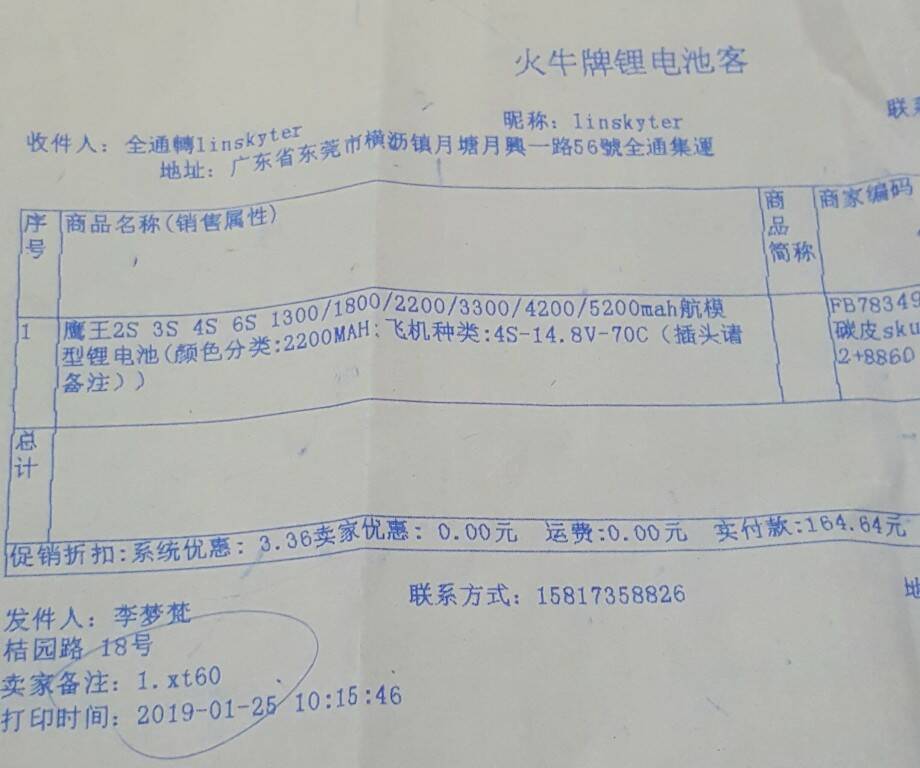 火牛牌锂电池客
联系
昵称：linskyter
收件人：全通轉linskyter
地址：广东省东莞市横沥镇月塘月興一路56號全通集運
序号 商品名称(销售属性) 商品简称 商家编码
1 鹰王2S 3S 4S 6S 1300/1800/2200/3300/4200/5200mah航模 FB78349
型锂电池(颜色分类:2200MAH;飞机种类:4S-14.8V-70C（插头请 碳皮sku
备注）) 2+8860
总计
促销折扣:系统优惠：3.36卖家优惠：0.00元 运费:0.00元 实付款:164.64元
发件人：李梦梵 联系方式：15817358826 地
桔园路 18号
卖家备注：1.xt60
打印时间：2019-01-25 10:15:46